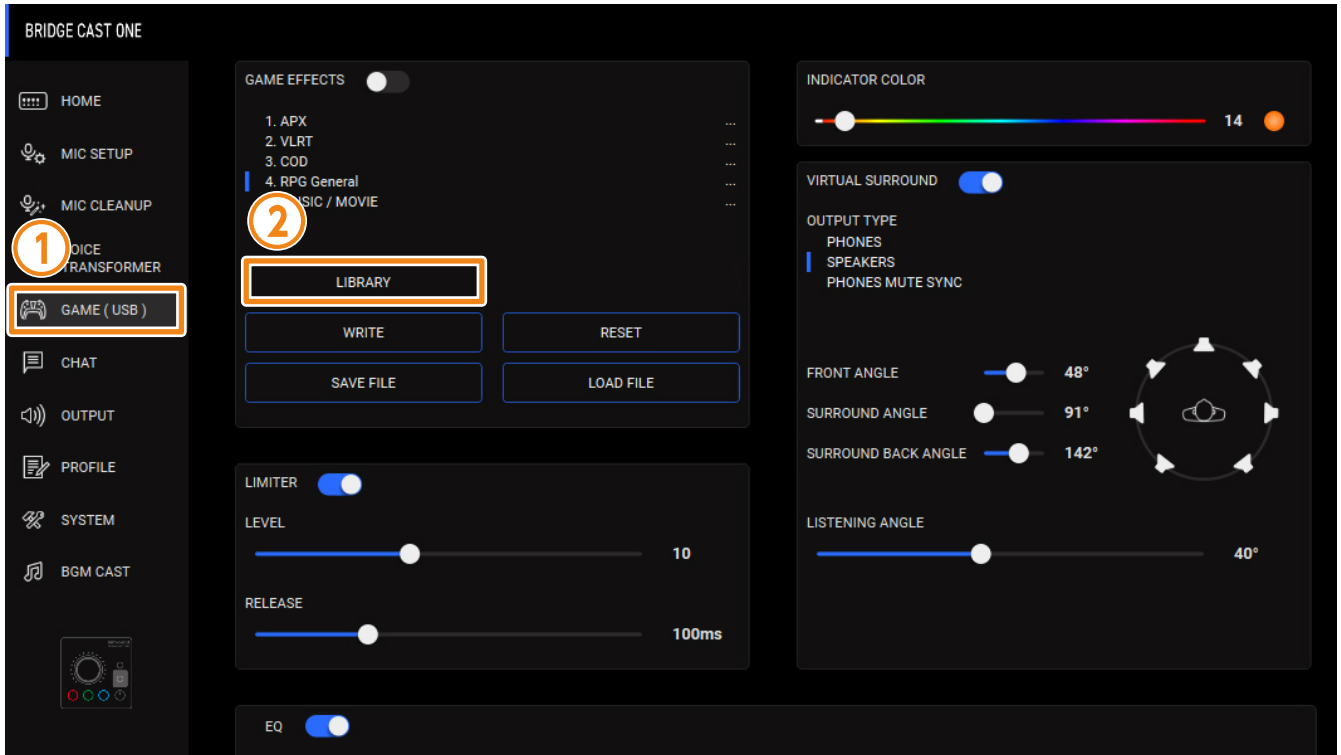 BRIDGE CAST ONE
HOME
MIC SETUP
MIC CLEANUP
1
OICE
TRANSFORMER
GAME ( USB )
CHAT
OUTPUT
PROFILE
SYSTEM
BGM CAST
GAME EFFECTS
1. APX ...
2. VLRT ...
3. COD ...
4. RPG General ...
SIC / MOVIE ...
2
LIBRARY
WRITE RESET
SAVE FILE LOAD FILE
LIMITER
LEVEL
10
RELEASE
100ms
EQ
INDICATOR COLOR
14
VIRTUAL SURROUND
OUTPUT TYPE
PHONES
SPEAKERS
PHONES MUTE SYNC
FRONT ANGLE 48°
SURROUND ANGLE 91°
SURROUND BACK ANGLE 142°
LISTENING ANGLE
40°